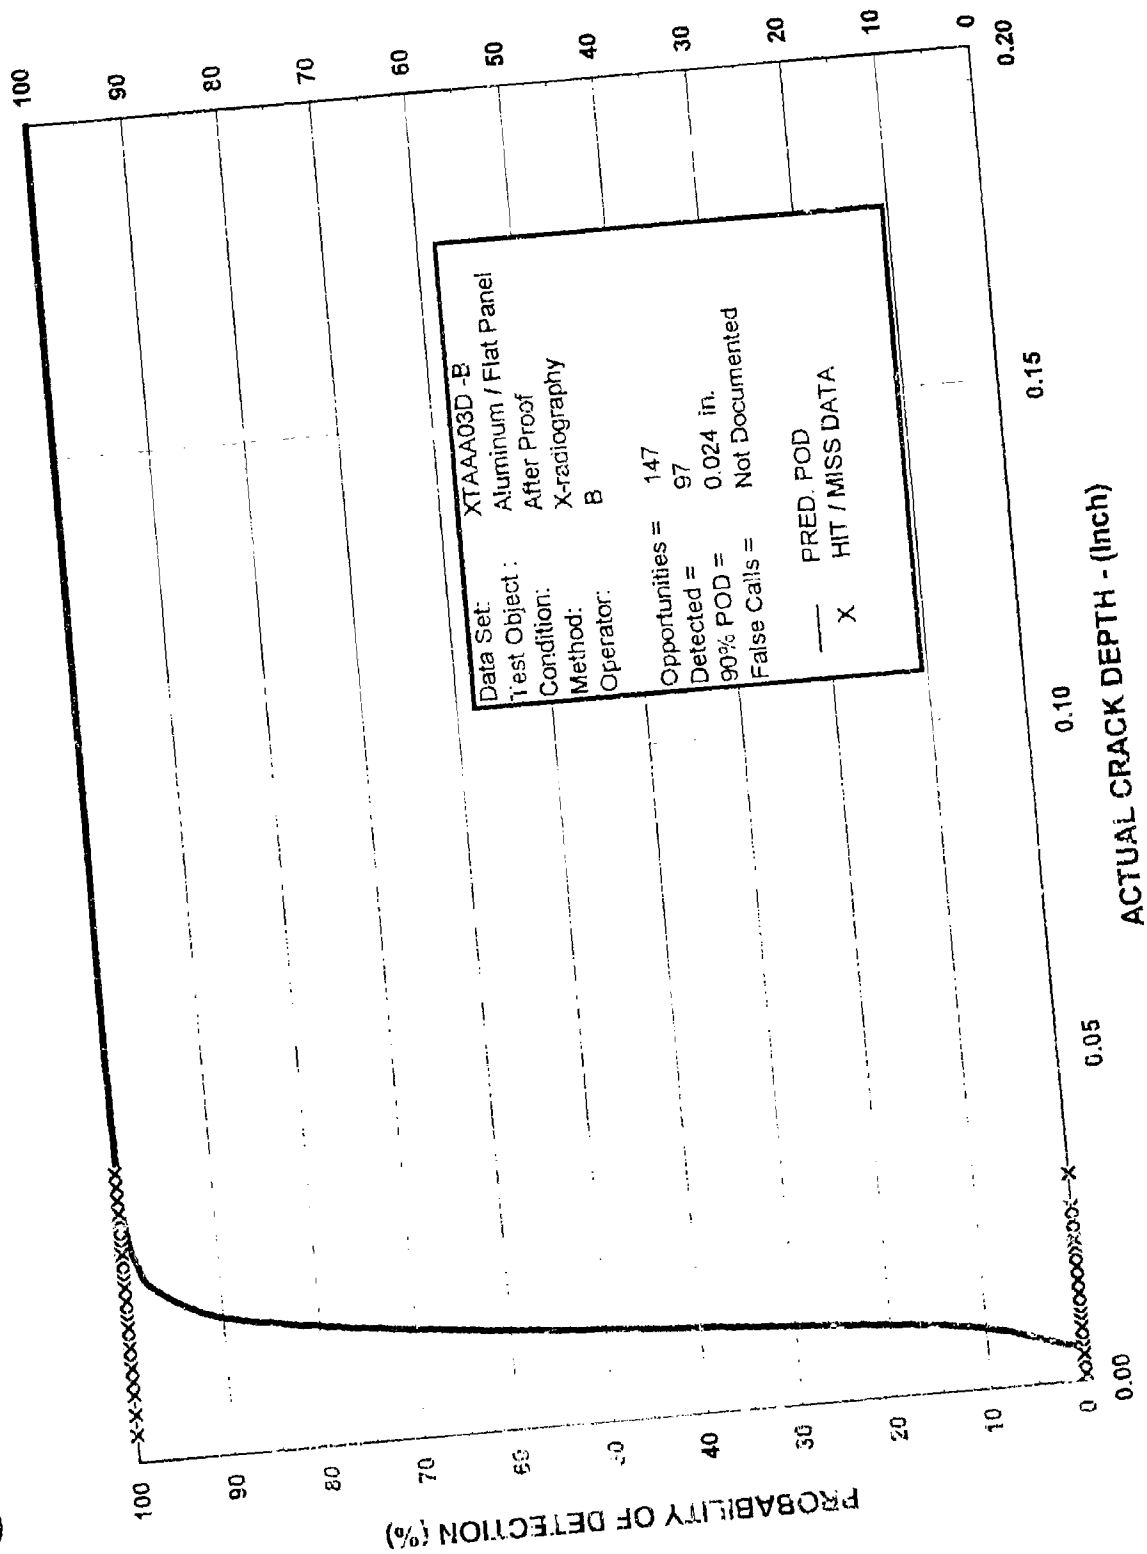 PROBABILITY OF DETECTION (%)
100
90
80
70
40
30
20
10
0
100
90
80
70
60
50
40
30
20
10
0
Data Set: XTAAA03D -B
Test Object : Aluminum / Flat Panel
Condition: After Proof
Method: X-radiography
Operator: B
Opportunities = 147
Detected = 97
90% POD = 0.024 in.
False Calls = Not Documented
PRED. POD
X HIT / MISS DATA
0.00
0.05
0.10
0.15
0.20
ACTUAL CRACK DEPTH - (Inch)